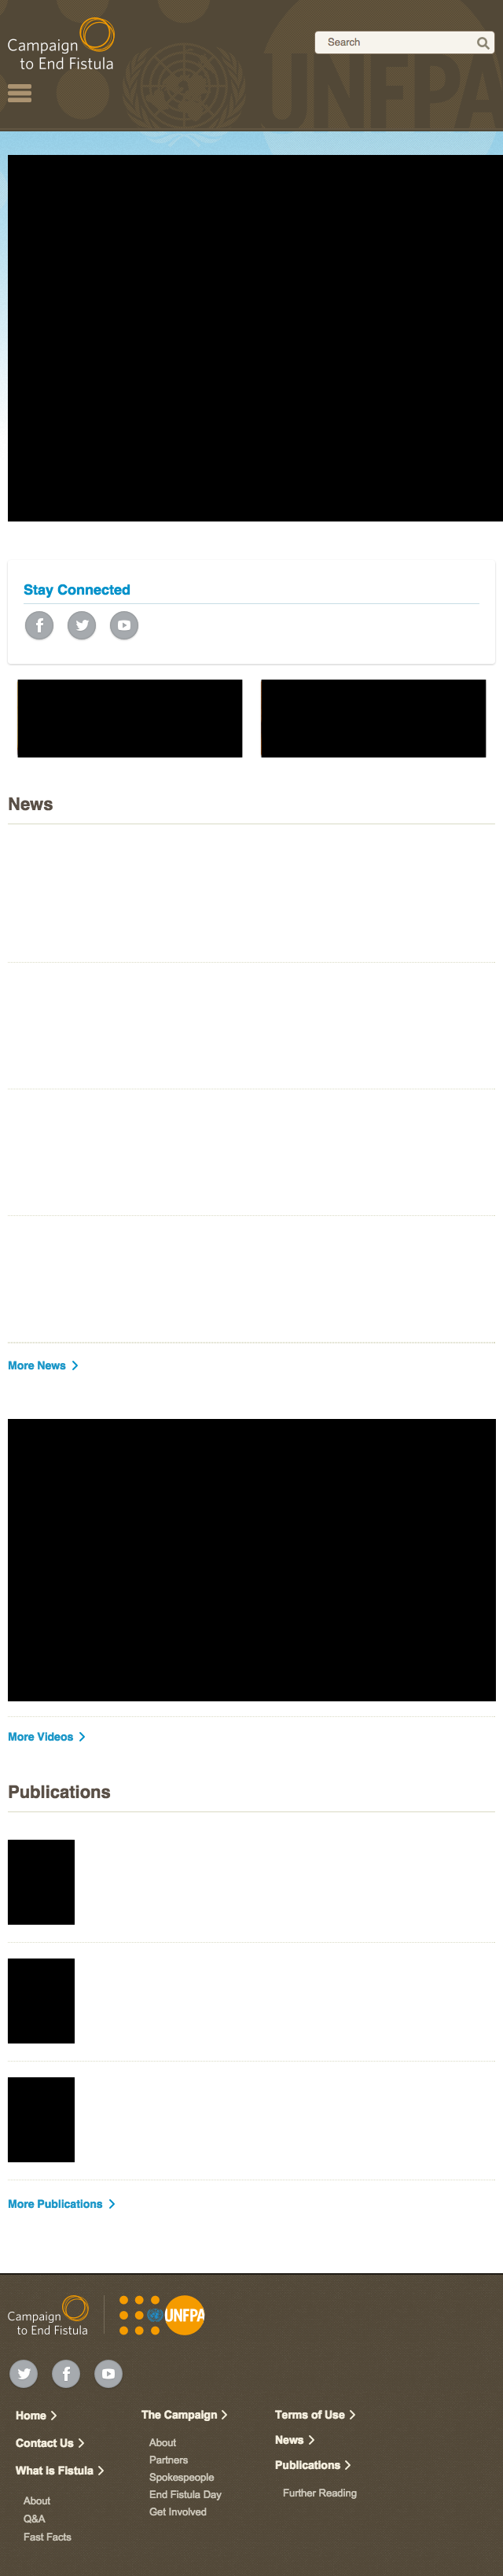 Campaign
to End Fistula
Search
UNFPA
Stay Connected
News
More News
More Videos
Publications
More Publications
Campaign
to End Fistula
UNFPA
Home
Contact Us
What is Fistula
About
Q&A
Fast Facts
The Campaign
About
Partners
Spokespeople
End Fistula Day
Get Involved
Terms of Use
News
Publications
Further Reading